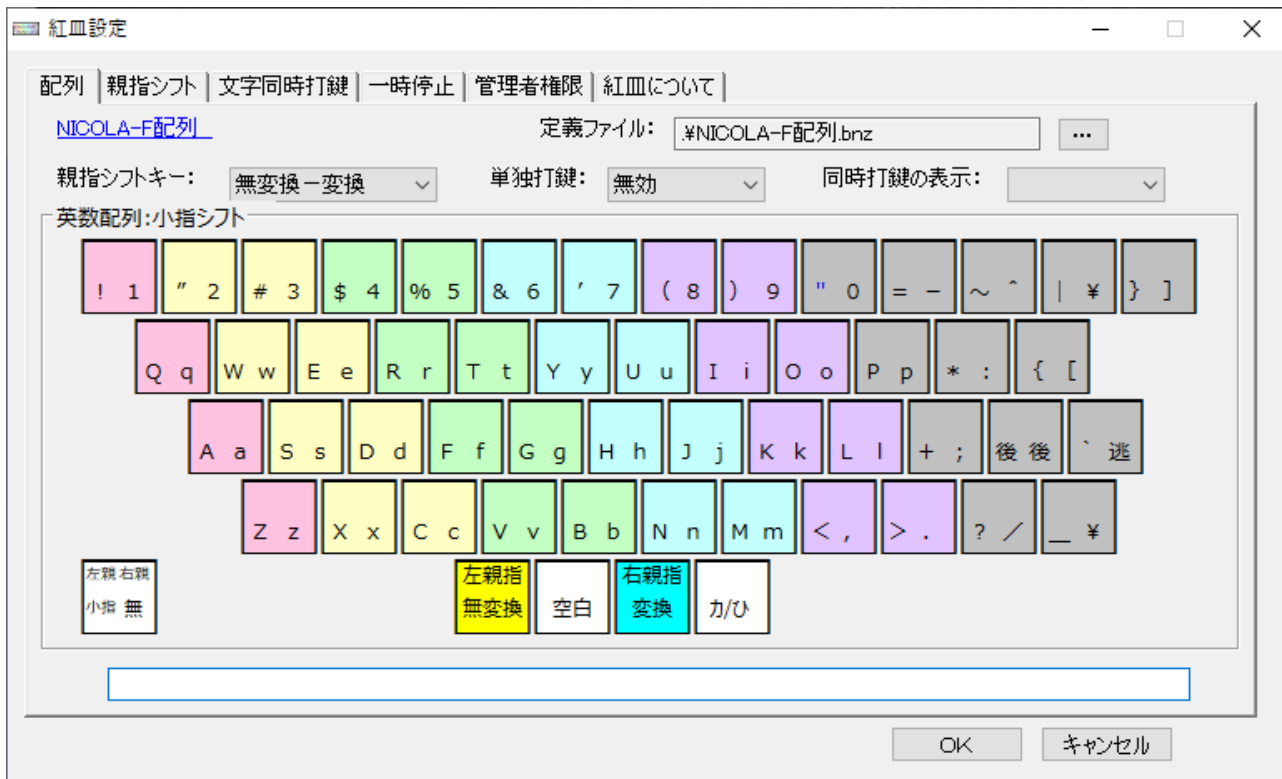 紅皿設定
配列 親指シフト 文字同時打鍵 一時停止 管理者権限 紅皿について
NICOLA-F配列 定義ファイル： .¥NICOLA-F配列.bnz ...
親指シフトキー： 無変換－変換 単独打鍵： 無効 同時打鍵の表示：
英数配列:小指シフト
! 1 ″ 2 # 3 $ 4 % 5 & 6 ′ 7 ( 8 ) 9 " 0 = － ～ ＾ | ¥ } ]
Q q W w E e R r T t Y y U u I i O o P p * : { [
A a S s D d F f G g H h J j K k L l + ; 後 後 ｀ 逃
Z z X x C c V v B b N n M m ＜ , ＞ . ? ／ ＿ ¥
左親 右親 左親指 右親指
小指 無 無変換 空白 変換 カ/ひ
OK キャンセル